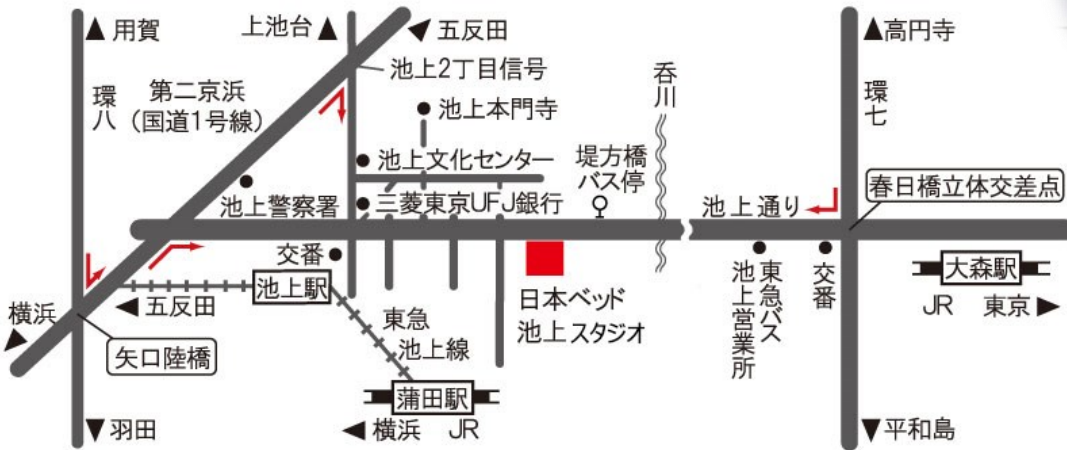 用賀
環八
第二京浜
(国道1号線)
上池台
五反田
池上2丁目信号
池上本門寺
池上文化センター
池上警察署
三菱東京UFJ銀行
交番
堤方橋
バス停
呑川
池上通り
高円寺
環七
春日橋立体交差点
東急バス
池上営業所
交番
大森駅
JR 東京
平和島
日本ベッド
池上スタジオ
横浜
五反田
池上駅
東急
池上線
矢口陸橋
蒲田駅
横浜 JR
羽田